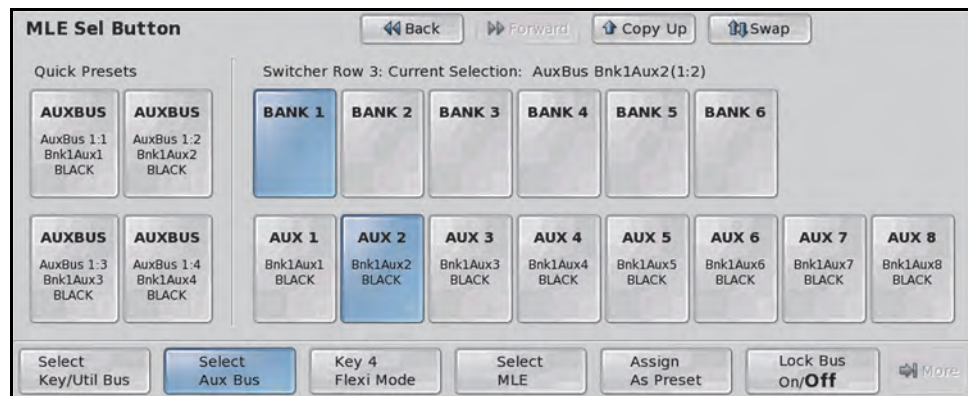 MLE Sel Button
Back
Forward
Copy Up
Swap
Quick Presets
Switcher Row 3: Current Selection: AuxBus Bnk1Aux2(1:2)
AUXBUS
AuxBus 1:1
Bnk1Aux1
BLACK
AUXBUS
AuxBus 1:2
Bnk1Aux2
BLACK
BANK 1
BANK 2
BANK 3
BANK 4
BANK 5
BANK 6
AUXBUS
AuxBus 1:3
Bnk1Aux3
BLACK
AUXBUS
AuxBus 1:4
Bnk1Aux4
BLACK
AUX 1
Bnk1Aux1
BLACK
AUX 2
Bnk1Aux2
BLACK
AUX 3
Bnk1Aux3
BLACK
AUX 4
Bnk1Aux4
BLACK
AUX 5
Bnk1Aux5
BLACK
AUX 6
Bnk1Aux6
BLACK
AUX 7
Bnk1Aux7
BLACK
AUX 8
Bnk1Aux8
BLACK
Select
Key/Util Bus
Select
Aux Bus
Key 4
Flexi Mode
Select
MLE
Assign
As Preset
Lock Bus
On/Off
More